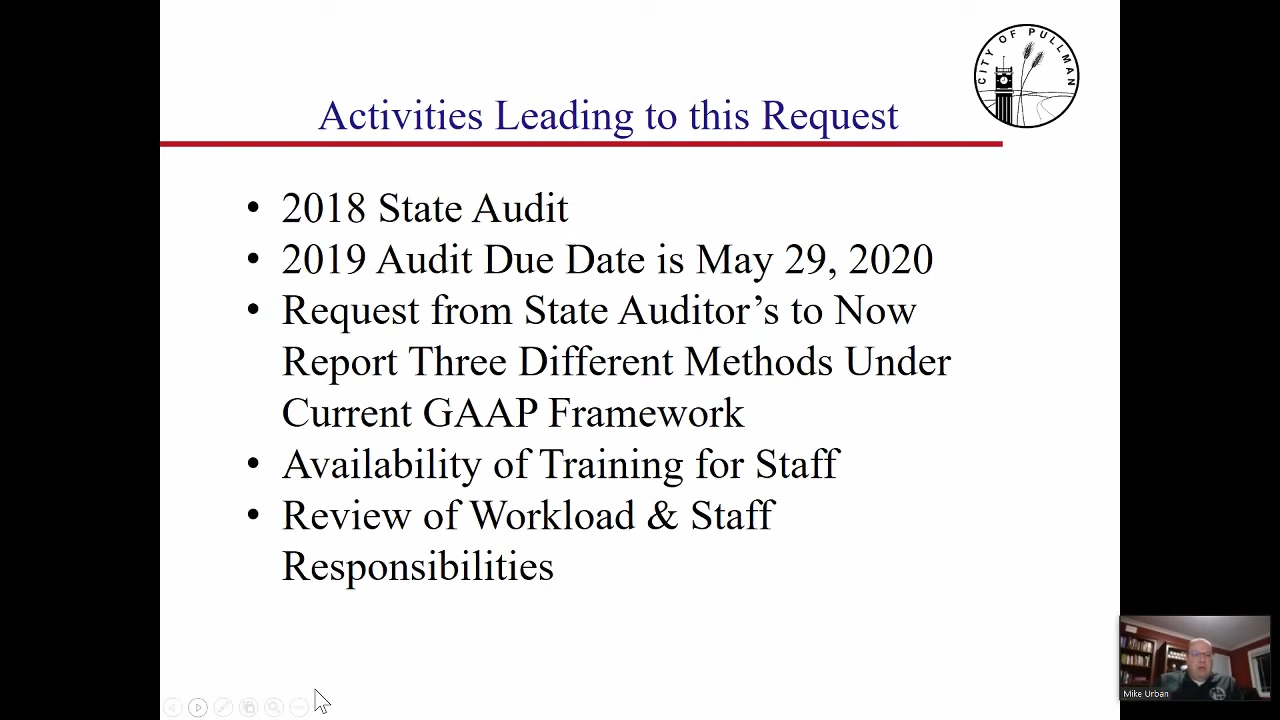 CITY OF PULLMAN
Activities Leading to this Request
• 2018 State Audit
• 2019 Audit Due Date is May 29, 2020
• Request from State Auditor’s to Now
Report Three Different Methods Under
Current GAAP Framework
• Availability of Training for Staff
• Review of Workload & Staff
Responsibilities
Mike Urban